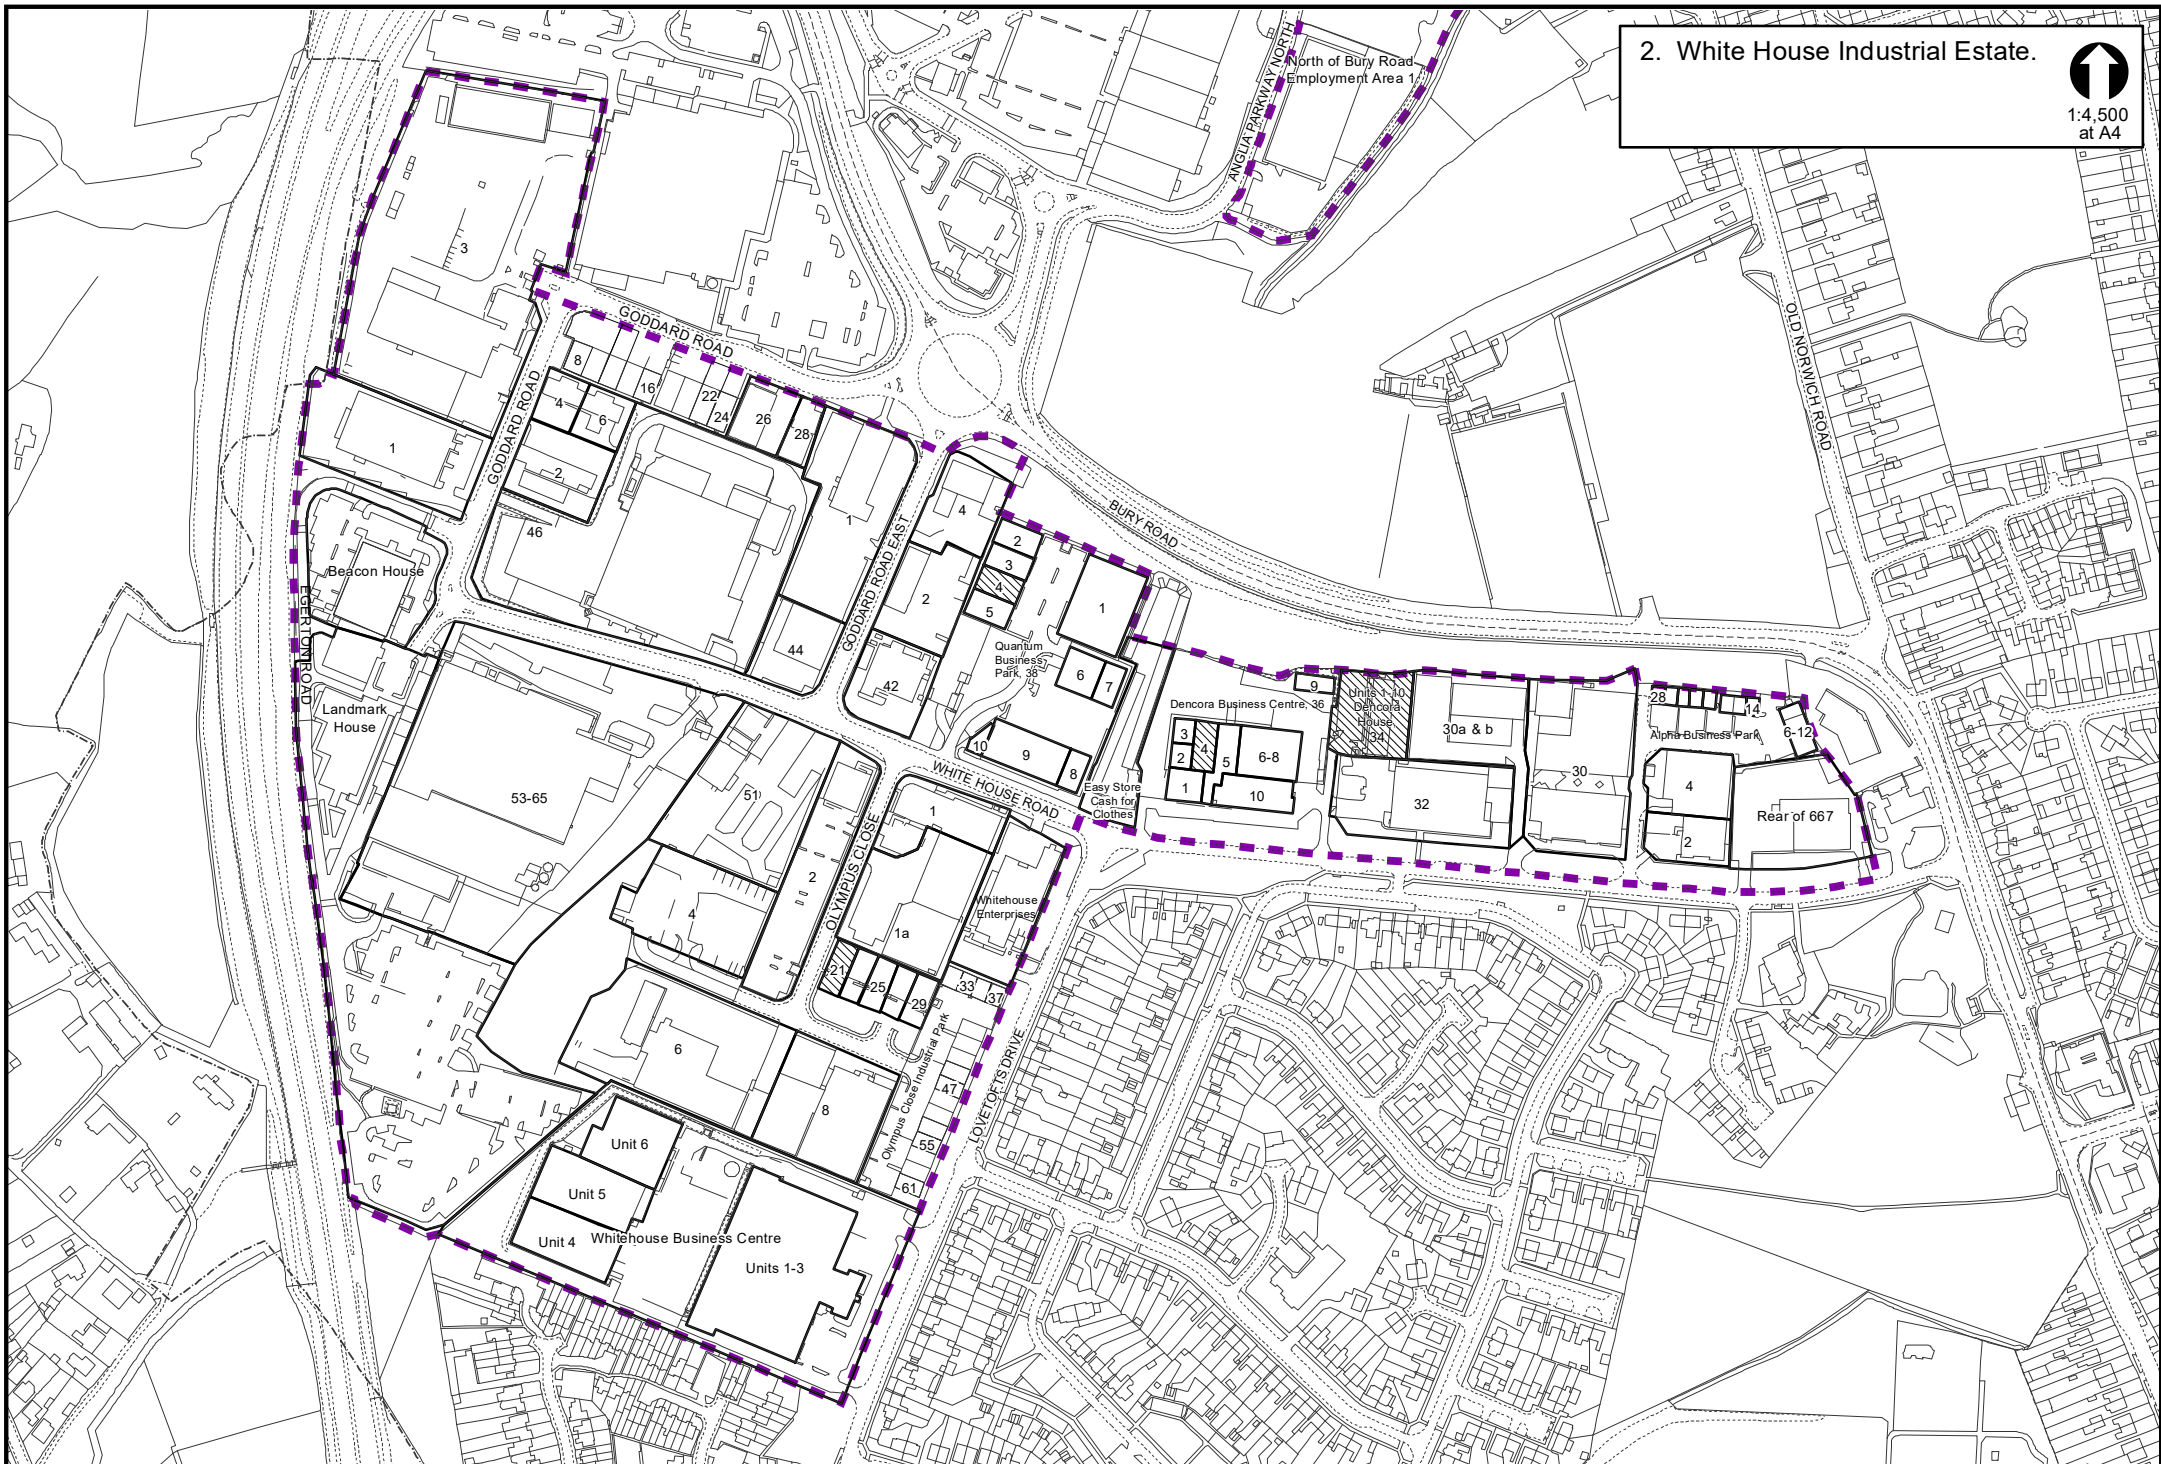 2. White House Industrial Estate.
1:4,500
at A4
North of Bury Road
Employment Area 1
ANGLIA PARKWAY NORTH
OLD NORWICH ROAD
3
GODDARD ROAD
8
16
22
24
26
28
GODDARD ROAD
4
6
1
2
46
1
GODDARD ROAD EAST
4
BURY ROAD
2
3
4
5
2
1
Beacon House
EGERTON ROAD
44
42
Quantum
Business
Park, 38
6
7
Landmark
House
10
9
8
WHITE HOUSE ROAD
Easy Store
Cash for
Clothes
9
Dencora Business Centre, 36
3
2
4
5
6-8
1
10
Units 1-10
Dencora
House
34
30a & b
32
30
28
14
Alpha Business Park
6-12
4
2
Rear of 667
53-65
51
OLYMPUS CLOSE
1
2
4
1a
Whitehouse
Enterprises
21
25
29
33
37
Olympus Close Industrial Park
LOVETOFTS DRIVE
6
8
47
55
61
Unit 6
Unit 5
Unit 4
Whitehouse Business Centre
Units 1-3